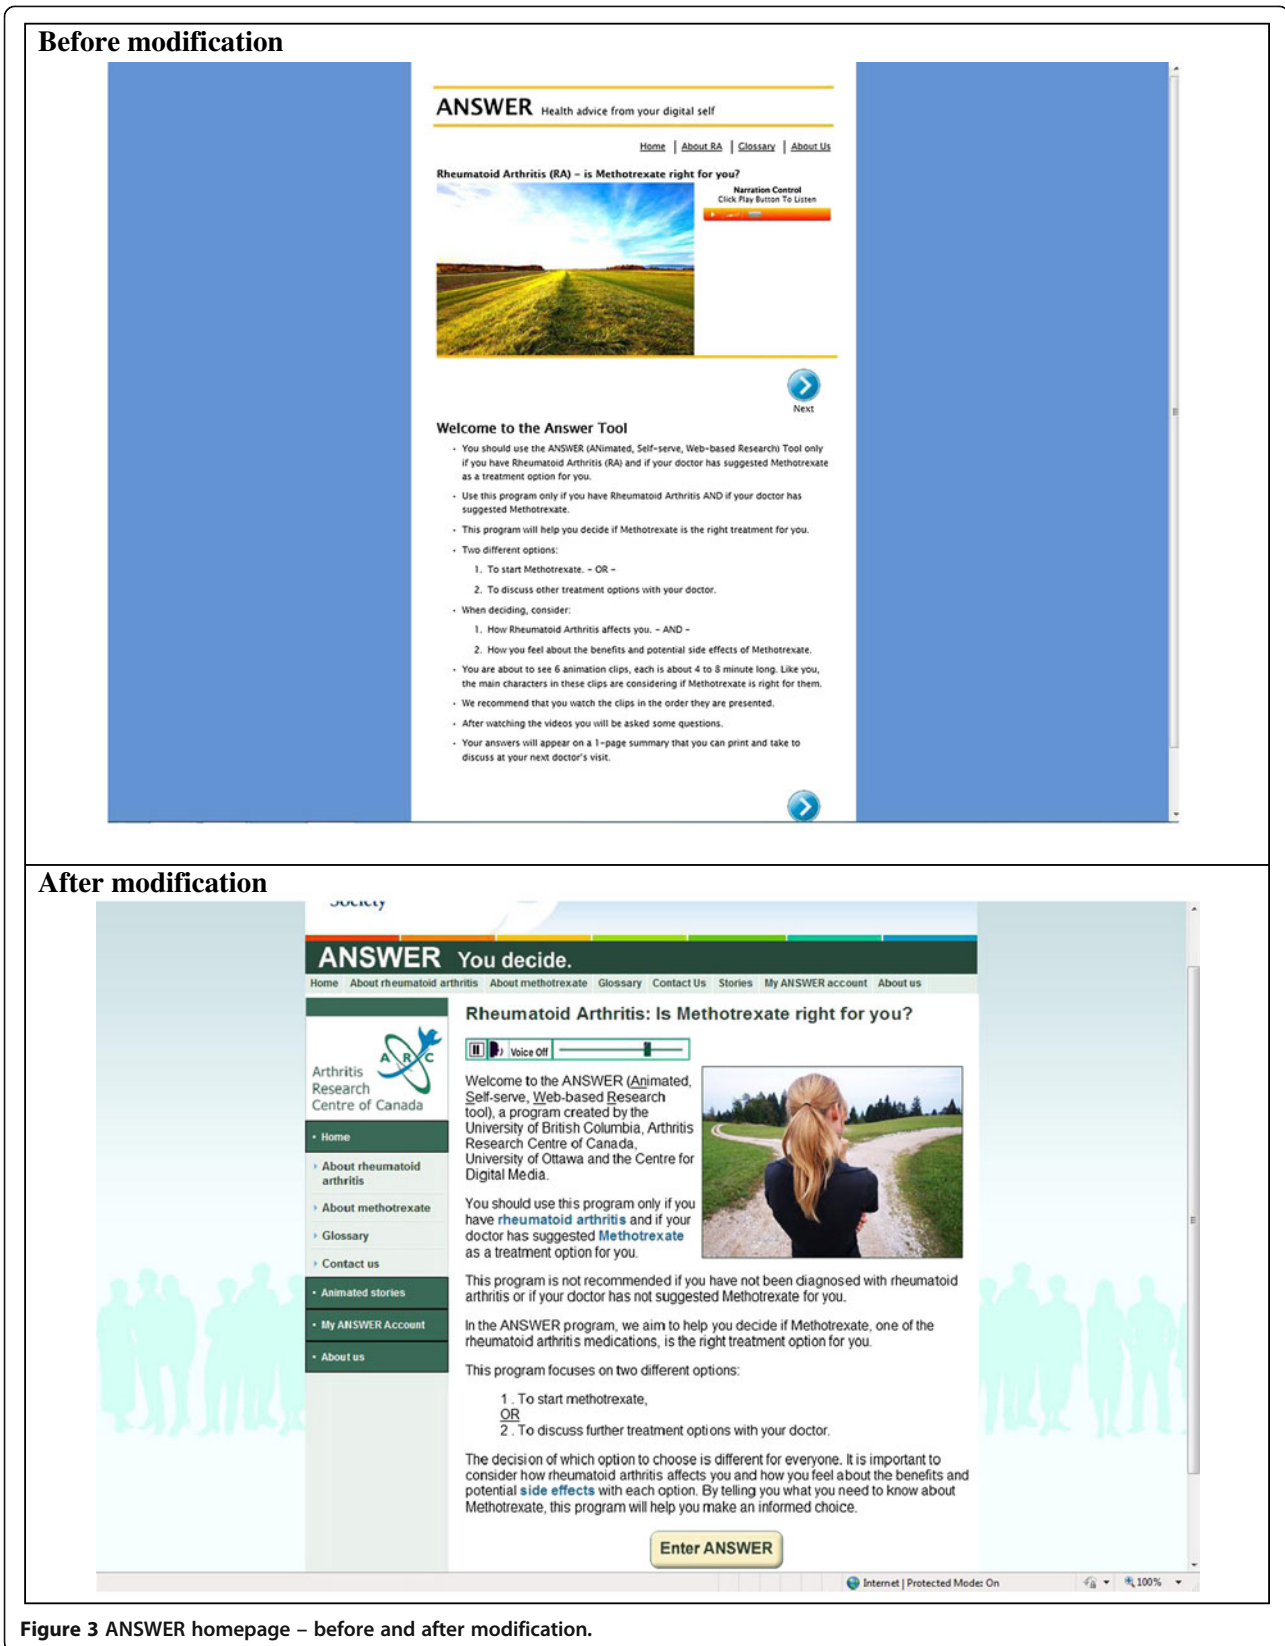 Before modification
ANSWER Health advice from your digital self
Home | About RA | Glossary | About Us
Rheumatoid Arthritis (RA) – is Methotrexate right for you?
Narration Control
Click Play Button To Listen
Next
Welcome to the Answer Tool
• You should use the ANSWER (ANimated, Self-serve, Web-based Research) Tool only
if you have Rheumatoid Arthritis (RA) and if your doctor has suggested Methotrexate
as a treatment option for you.
• Use this program only if you have Rheumatoid Arthritis AND if your doctor has
suggested Methotrexate.
• This program will help you decide if Methotrexate is the right treatment for you.
• Two different options:
1. To start Methotrexate. – OR –
2. To discuss other treatment options with your doctor.
• When deciding, consider:
1. How Rheumatoid Arthritis affects you. – AND –
2. How you feel about the benefits and potential side effects of Methotrexate.
• You are about to see 6 animation clips, each is about 4 to 8 minute long. Like you,
the main characters in these clips are considering if Methotrexate is right for them.
• We recommend that you watch the clips in the order they are presented.
• After watching the videos you will be asked some questions.
• Your answers will appear on a 1-page summary that you can print and take to
discuss at your next doctor's visit.
After modification
Society
ANSWER You decide.
Home About rheumatoid arthritis About methotrexate Glossary Contact Us Stories My ANSWER account About us
ARC
Arthritis
Research
Centre of Canada
• Home
About rheumatoid
arthritis
About methotrexate
Glossary
Contact us
• Animated stories
• My ANSWER Account
• About us
Rheumatoid Arthritis: Is Methotrexate right for you?
Voice Off
Welcome to the ANSWER (Animated,
Self-serve, Web-based Research
tool), a program created by the
University of British Columbia, Arthritis
Research Centre of Canada,
University of Ottawa and the Centre for
Digital Media.
You should use this program only if you
have rheumatoid arthritis and if your
doctor has suggested Methotrexate
as a treatment option for you.
This program is not recommended if you have not been diagnosed with rheumatoid
arthritis or if your doctor has not suggested Methotrexate for you.
In the ANSWER program, we aim to help you decide if Methotrexate, one of the
rheumatoid arthritis medications, is the right treatment option for you.
This program focuses on two different options:
1 . To start methotrexate,
OR
2 . To discuss further treatment options with your doctor.
The decision of which option to choose is different for everyone. It is important to
consider how rheumatoid arthritis affects you and how you feel about the benefits and
potential side effects with each option. By telling you what you need to know about
Methotrexate, this program will help you make an informed choice.
Enter ANSWER
Internet | Protected Mode: On
100%
Figure 3 ANSWER homepage – before and after modification.